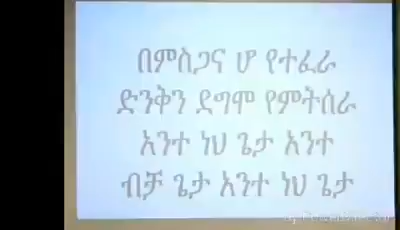 በምስጋና ሆ የተፈራ
ድንቅን ደግሞ የምትሰራ
አንተ ነህ ጌታ አንተ
ብቻ ጌታ አንተ ነህ ጌታ